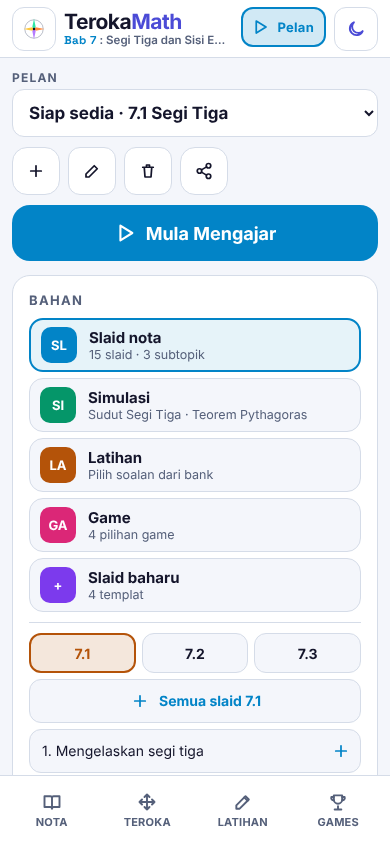 TerokaMath
Bab 7 : Segi Tiga dan Sisi E...
Pelan
PELAN
Siap sedia · 7.1 Segi Tiga
Mula Mengajar
BAHAN
SL
Slaid nota
15 slaid · 3 subtopik
SI
Simulasi
Sudut Segi Tiga · Teorem Pythagoras
LA
Latihan
Pilih soalan dari bank
GA
Game
4 pilihan game
+
Slaid baharu
4 templat
7.1
7.2
7.3
+ Semua slaid 7.1
1. Mengelaskan segi tiga +
NOTA
TEROKA
LATIHAN
GAMES